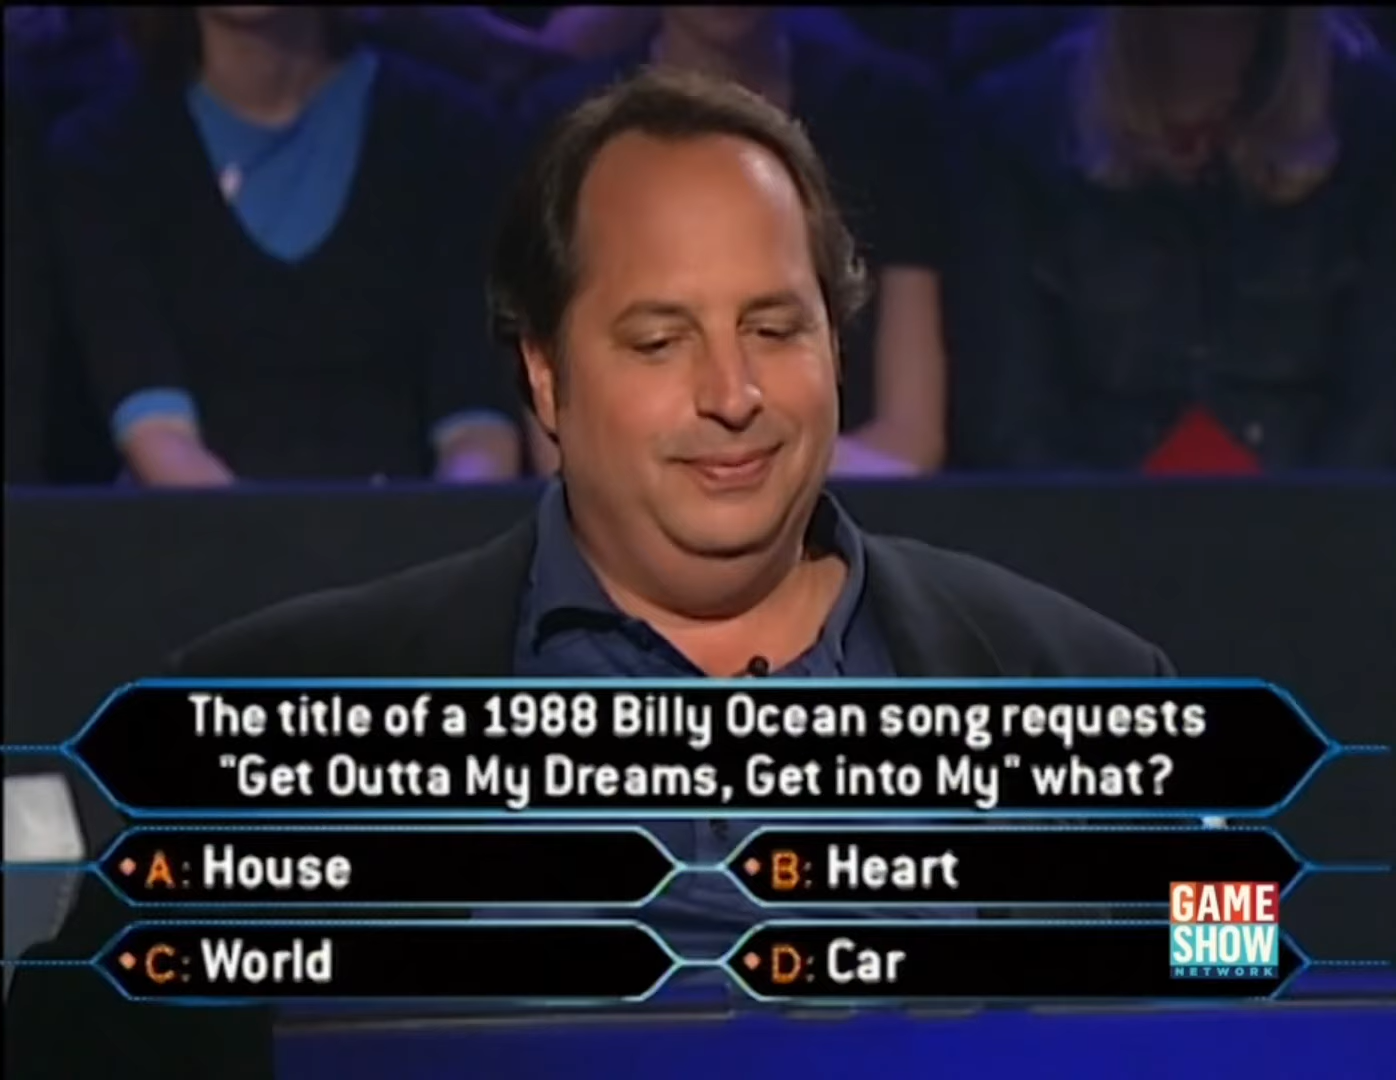 The title of a 1988 Billy Ocean song requests
"Get Outta My Dreams, Get into My" what?
A: House
B: Heart
C: World
D: Car
GAME
SHOW
NETWORK